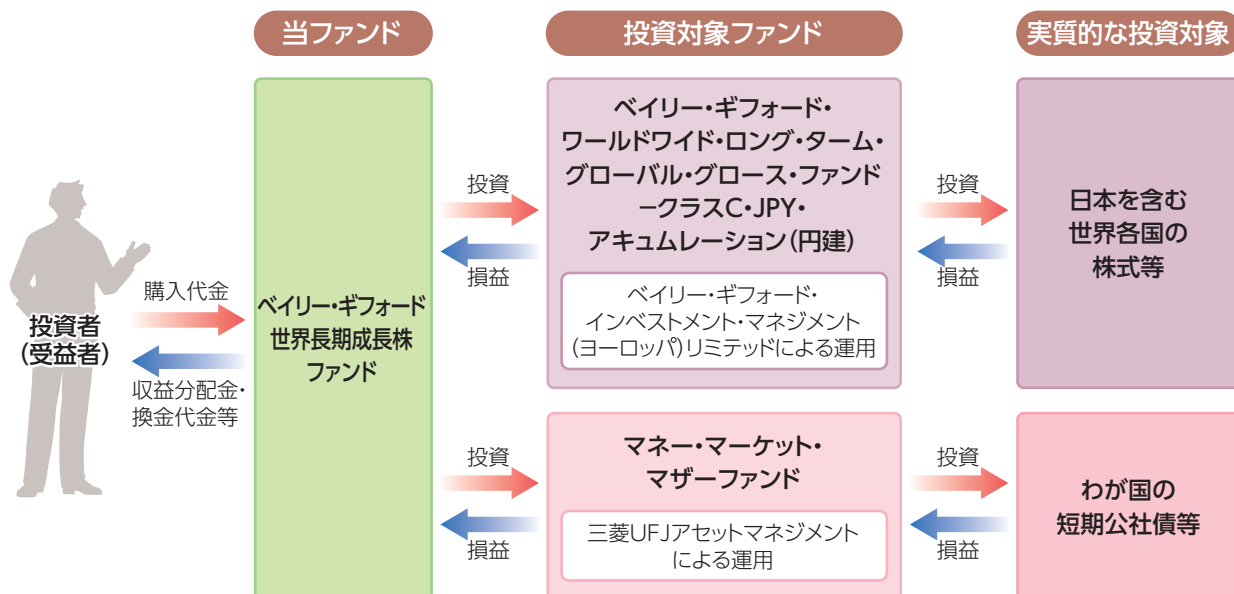 当ファンド
投資対象ファンド
実質的な投資対象
投資者
(受益者)
購入代金
収益分配金・
換金代金等
ベイリー・ギフォード
世界長期成長株
ファンド
投資
損益
ベイリー・ギフォード・
ワールドワイド・ロング・ターム・
グローバル・グロース・ファンド
－クラスC・JPY・
アキュムレーション(円建)
ベイリー・ギフォード・
インベストメント・マネジメント
(ヨーロッパ)リミテッドによる運用
投資
損益
日本を含む
世界各国の
株式等
投資
損益
マネー・マーケット・
マザーファンド
三菱UFJアセットマネジメント
による運用
投資
損益
わが国の
短期公社債等